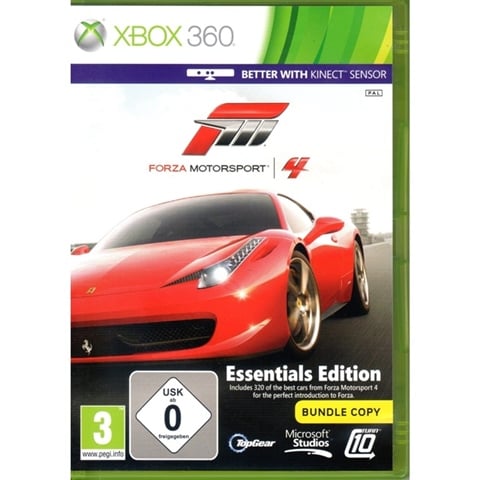 XBOX 360
BETTER WITH KINECT SENSOR
PAL
FORZA MOTORSPORT 4
Essentials Edition
Includes 320 of the best cars from Forza Motorsport 4
for the perfect introduction to Forza.
BUNDLE COPY
USK
ab
0
freigegeben
3
www.pegi.info
TopGear
Microsoft
Studios
TURN
10